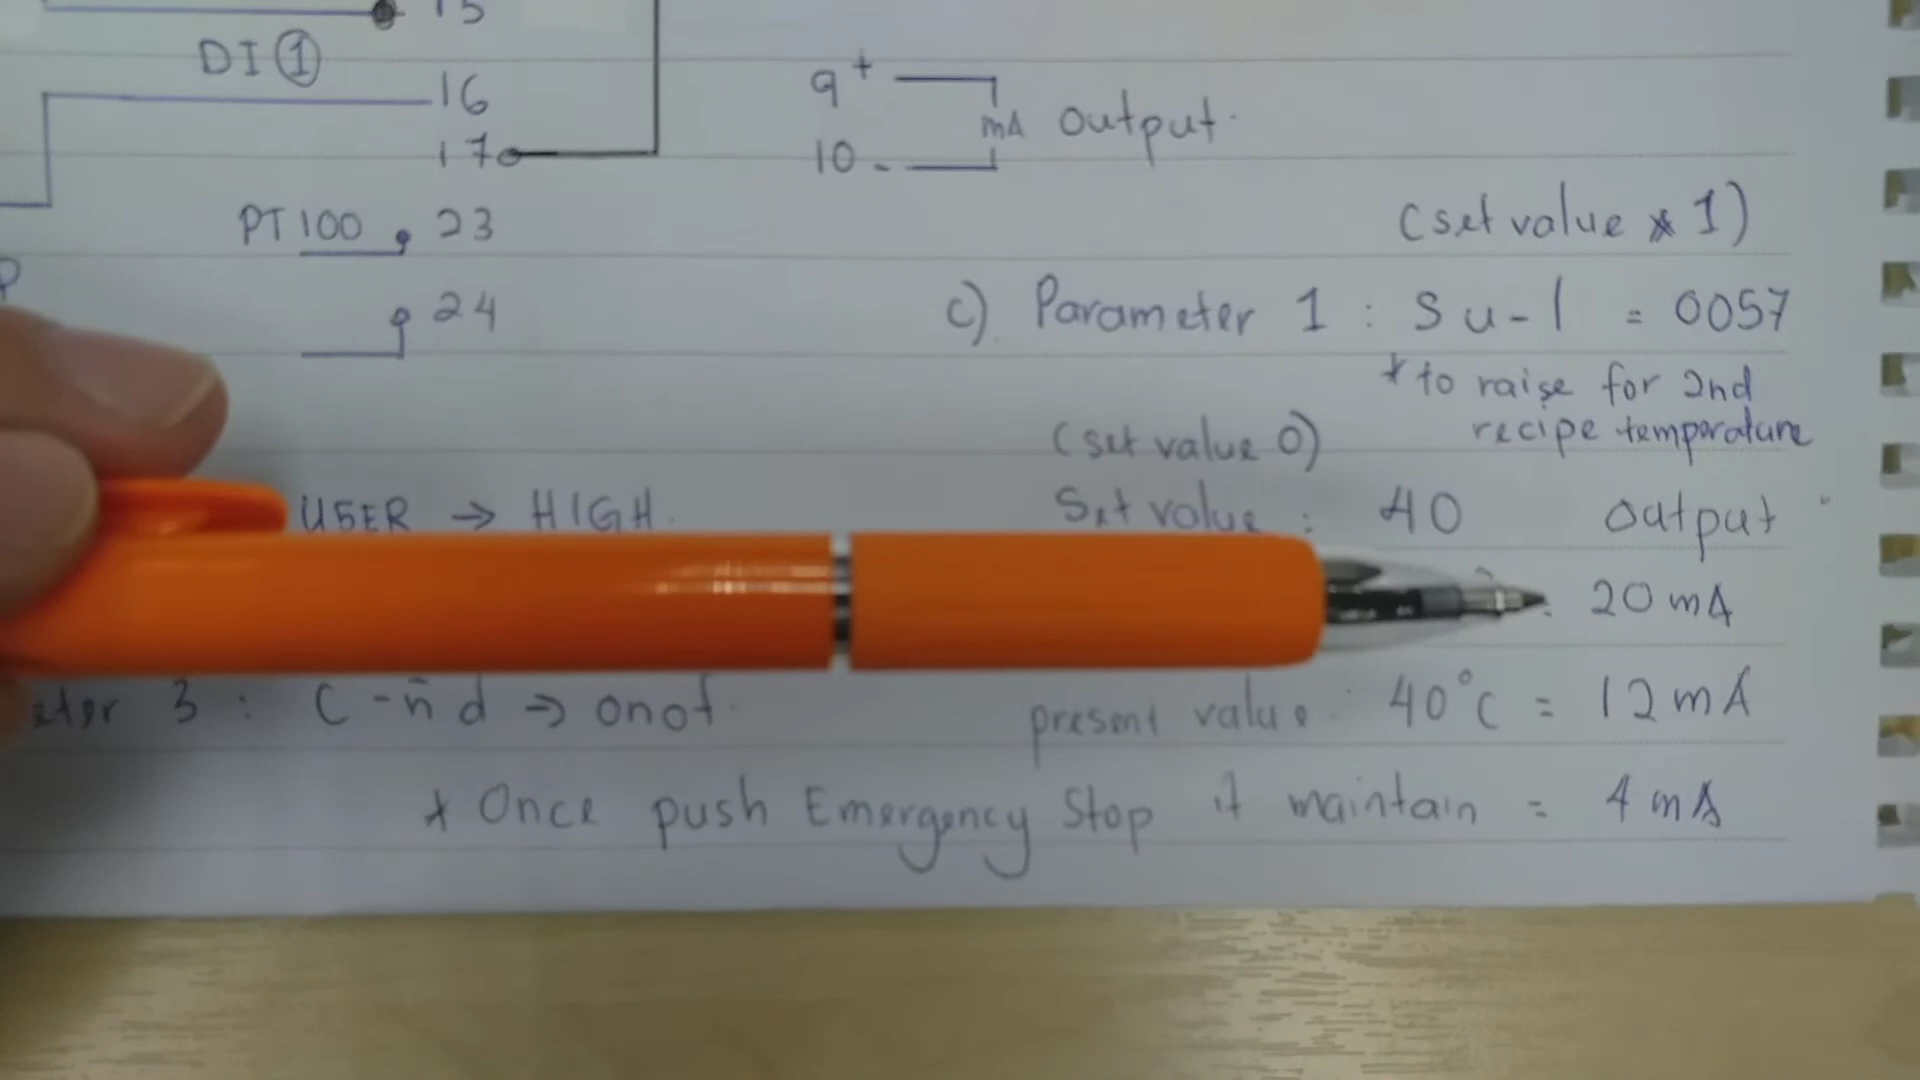 15
DI ①
16
17
PT100 23
24
9 +
10 -
mA output.
(set value * 1)
c) Parameter 1 : Su-1 = 0057
* to raise for 2nd
recipe temperature
(set value 0)
USER → HIGH.
Set value : 40 output
20 mA
3 : C-ñd → onof.
present value : 40°C = 12 mA
* Once push Emergency Stop it maintain = 4 mA